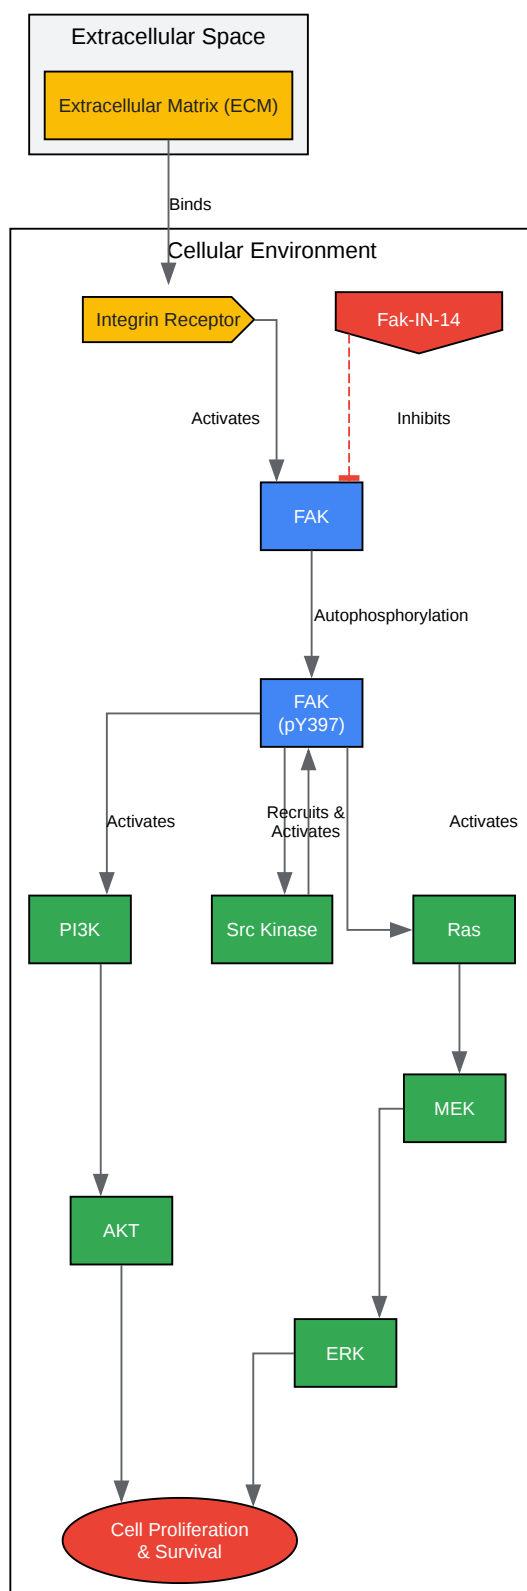 Extracellular Space
Extracellular Matrix (ECM)
Binds
Cellular Environment
Integrin Receptor
Fak-IN-14
Activates
Inhibits
FAK
Autophosphorylation
FAK
(pY397)
Activates
Recruits &
Activates
Activates
PI3K
Src Kinase
Ras
MEK
AKT
ERK
Cell Proliferation
& Survival